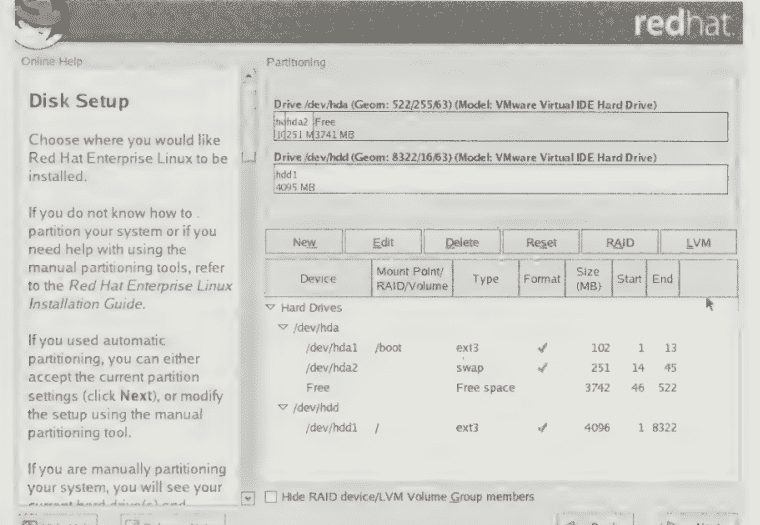 redhat.
Online Help
Partitioning
Disk Setup
Choose where you would like
Red Hat Enterprise Linux to be
installed.
If you do not know how to
partition your system or if you
need help with using the
manual partitioning tools, refer
to the Red Hat Enterprise Linux
Installation Guide.
If you used automatic
partitioning, you can either
accept the current partition
settings (click Next), or modify
the setup using the manual
partitioning tool.
If you are manually partitioning
your system, you will see your
current hard drive(s) and
Drive /dev/hda (Geom: 522/255/63) (Model: VMware Virtual IDE Hard Drive)
hda2 Free
251 M 3741 MB
Drive /dev/hdd (Geom: 8322/16/63) (Model: VMware Virtual IDE Hard Drive)
hdd1
4095 MB
New Edit Delete Reset RAID LVM
Device Mount Point/ RAID/Volume Type Format Size (MB) Start End
Hard Drives
/dev/hda
/dev/hda1 /boot ext3 ✓ 102 1 13
/dev/hda2 swap ✓ 251 14 45
Free Free space 3742 46 522
/dev/hdd
/dev/hdd1 / ext3 ✓ 4096 1 8322
Hide RAID device/LVM Volume Group members